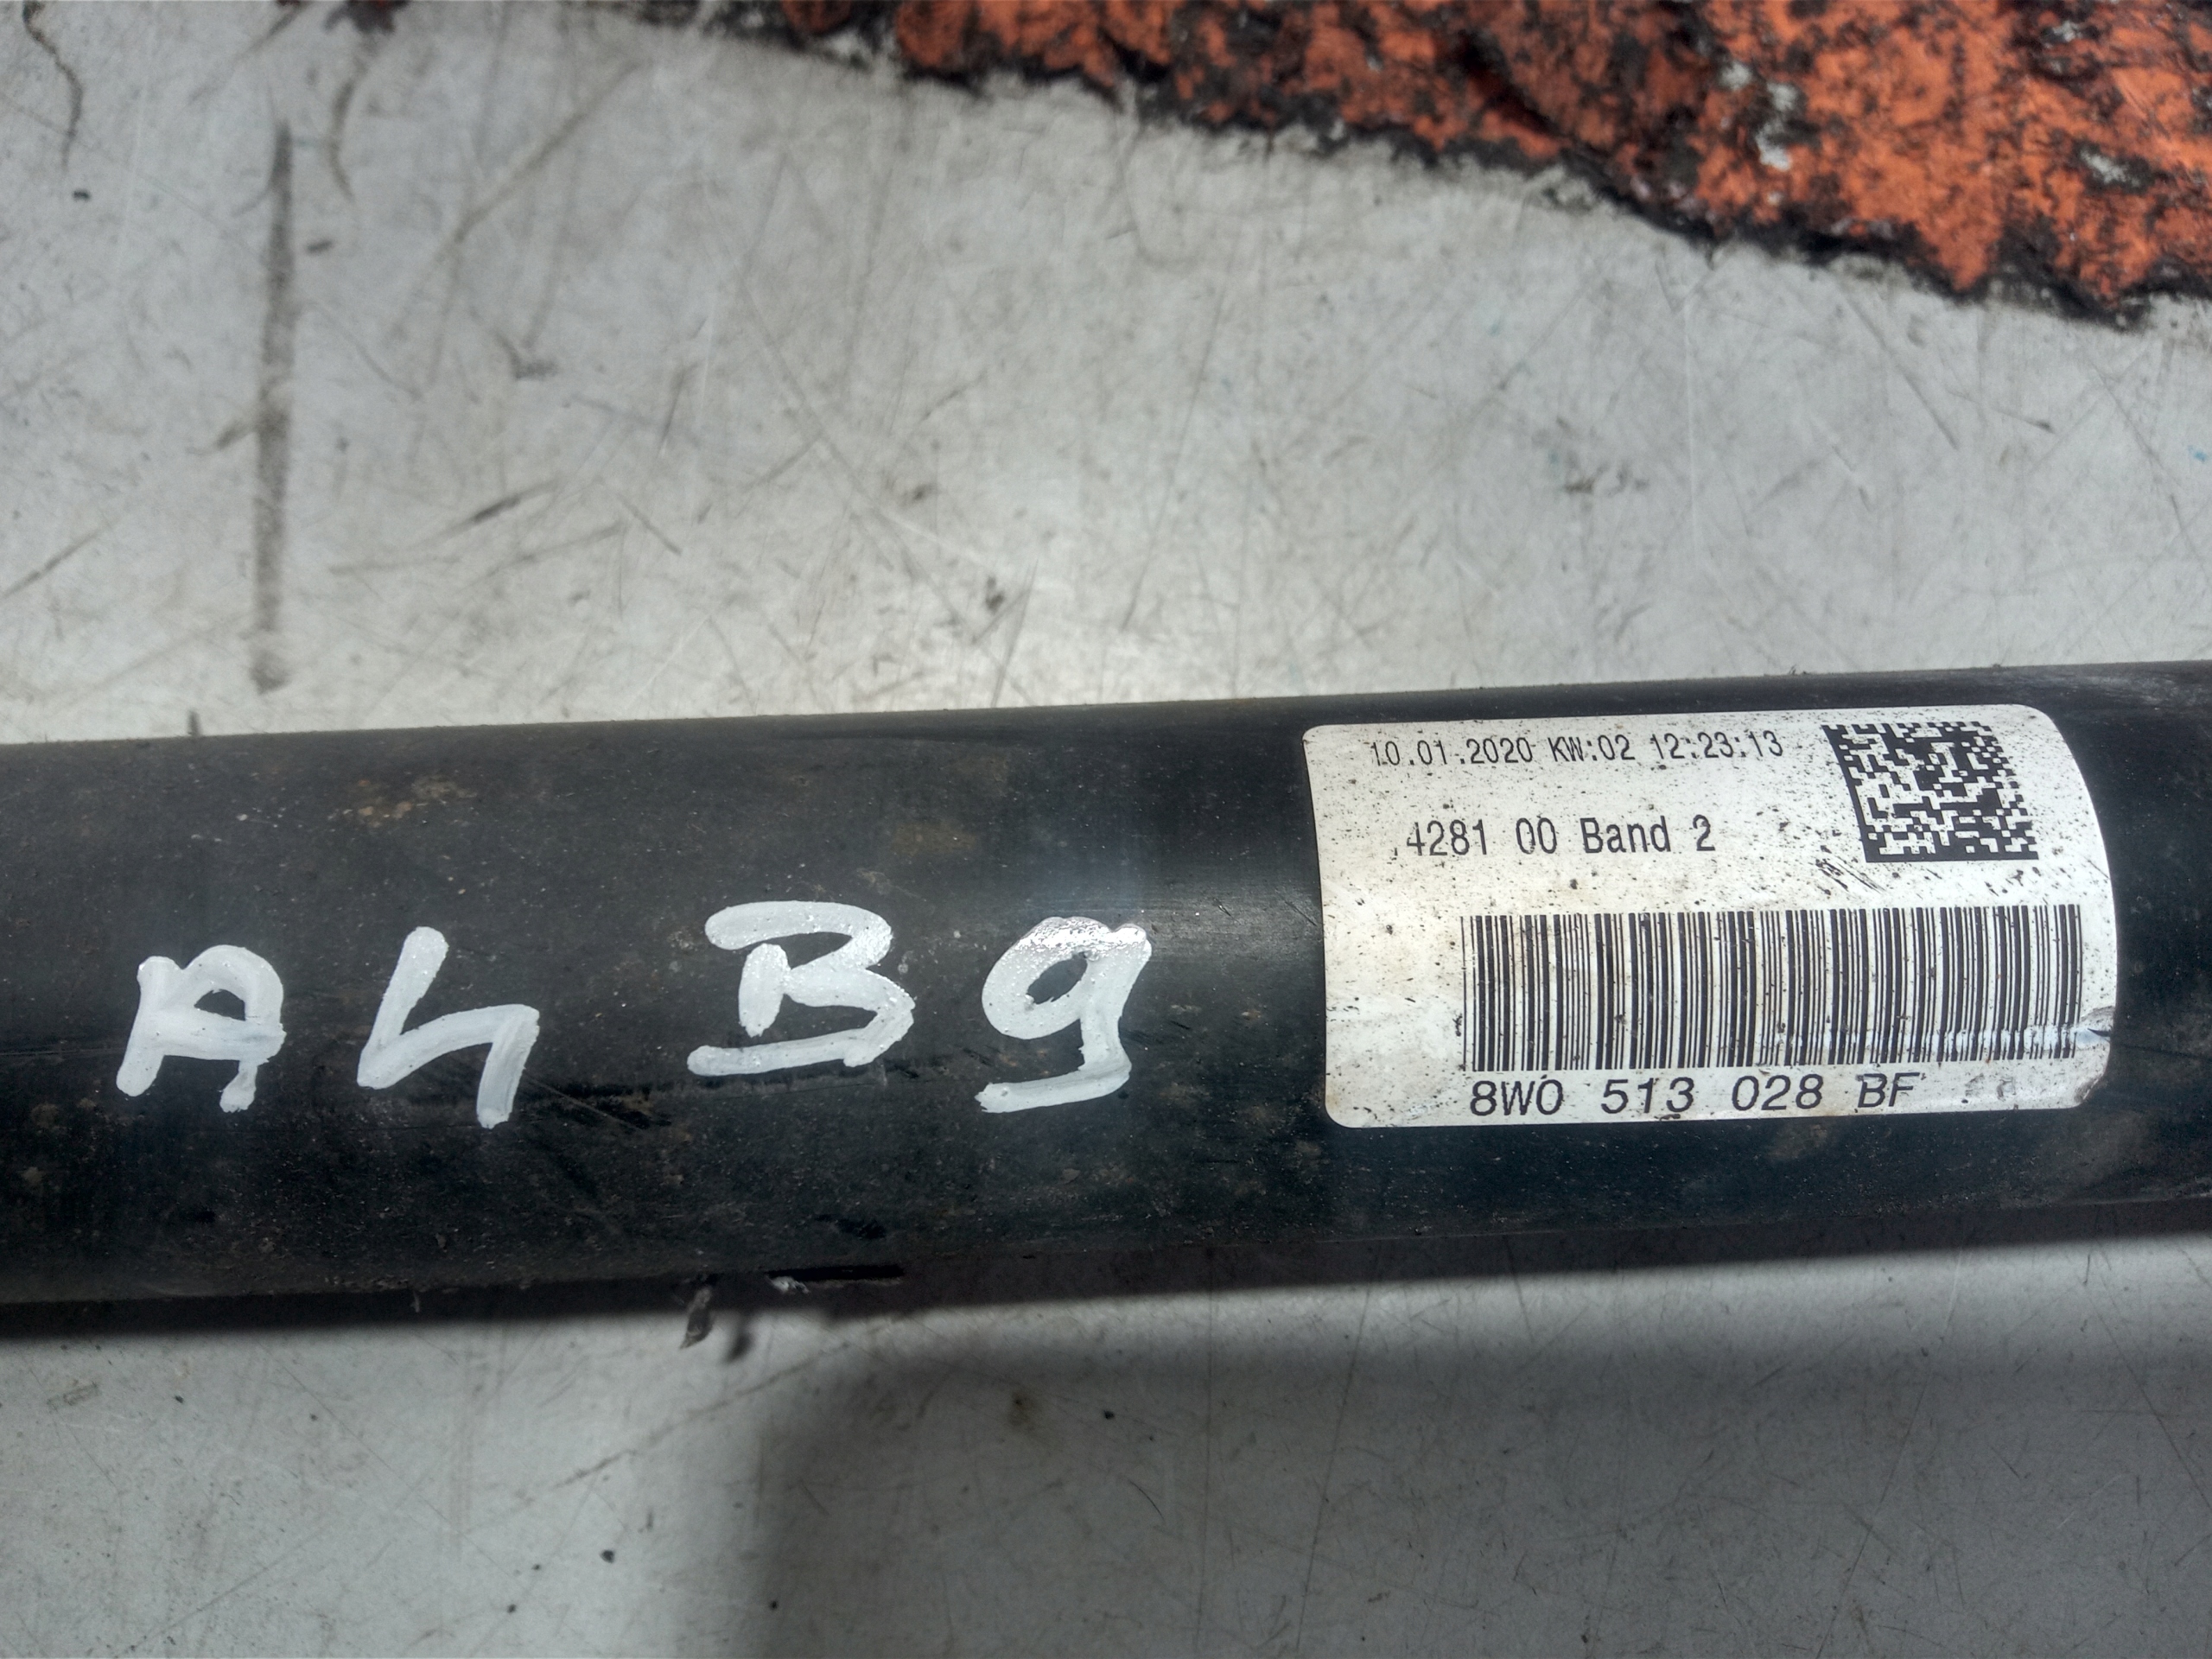 A4 B9
10.01.2020 KW:02 12:23:13
4281 00 Band 2
8W0 513 028 BF